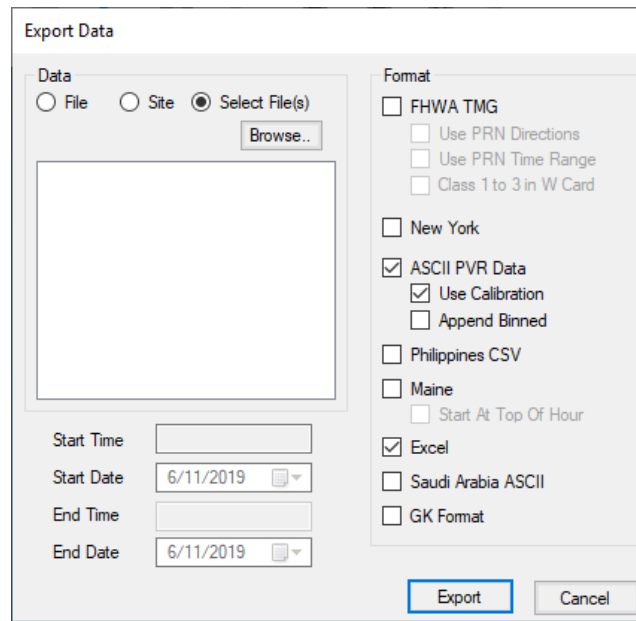 Export Data
Data
File
Site
Select File(s)
Browse..
Start Time
Start Date
6/11/2019
End Time
End Date
6/11/2019
Format
FHWA TMG
Use PRN Directions
Use PRN Time Range
Class 1 to 3 in W Card
New York
ASCII PVR Data
Use Calibration
Append Binned
Philippines CSV
Maine
Start At Top Of Hour
Excel
Saudi Arabia ASCII
GK Format
Export
Cancel